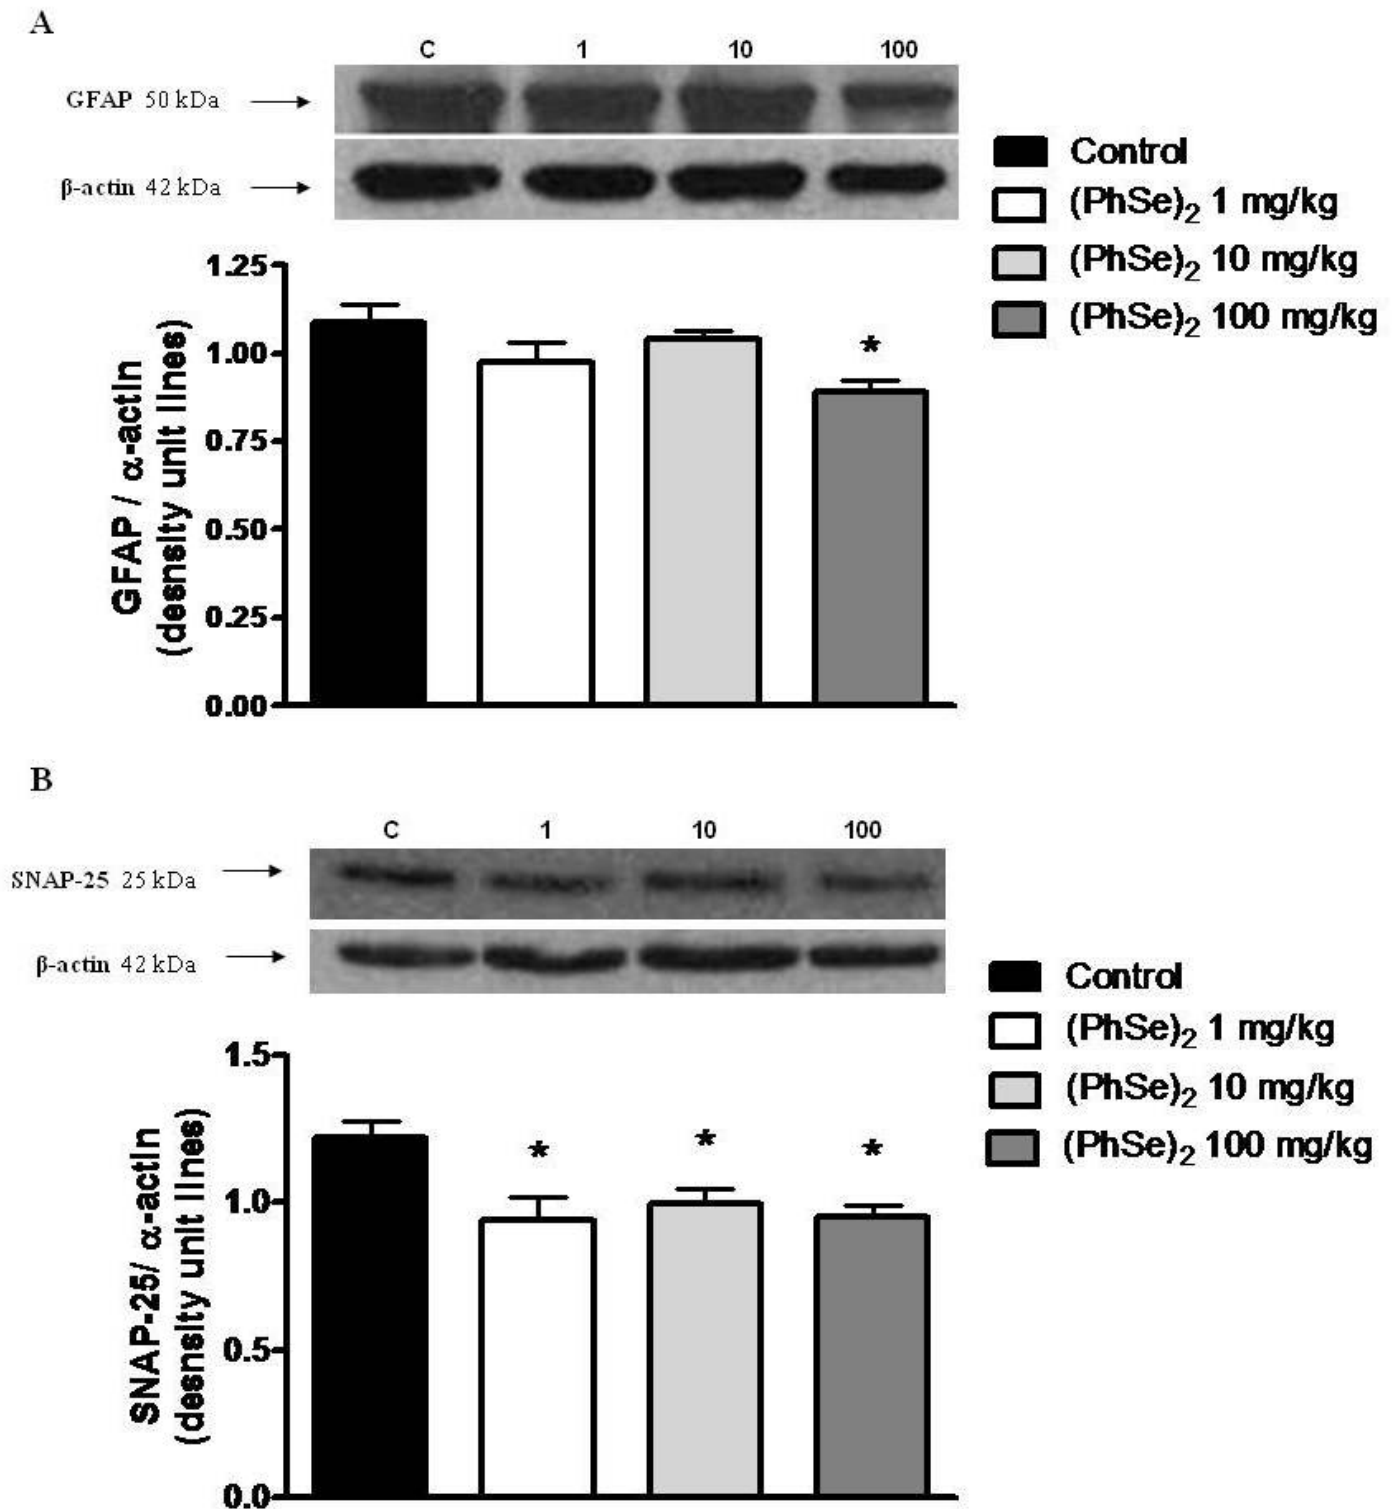 A
C 1 10 100
GFAP 50 kDa
β-actin 42 kDa
Control
(PhSe)2 1 mg/kg
(PhSe)2 10 mg/kg
(PhSe)2 100 mg/kg
GFAP / α-actin
(desnsity unit lines)
1.25
1.00
0.75
0.50
0.25
0.00
*
B
C 1 10 100
SNAP-25 25 kDa
β-actin 42 kDa
Control
(PhSe)2 1 mg/kg
(PhSe)2 10 mg/kg
(PhSe)2 100 mg/kg
SNAP-25/ α-actin
(desnsity unit lines)
1.5
1.0
0.5
0.0
* * *